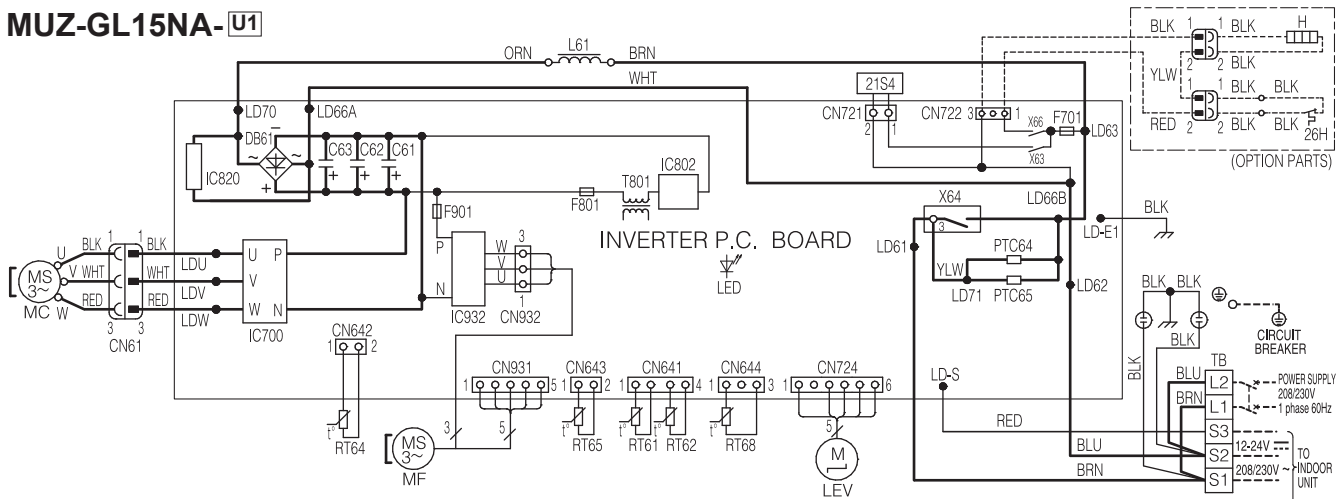 MUZ-GL15NA-U1
ORN L61 BRN
WHT
BLK 1 1 BLK H
2 2 BLK
YLW
1 1 BLK BLK
RED 2 2 BLK BLK 26H
(OPTION PARTS)
LD70 LD66A
21S4
CN721 2 1
CN722 3 1
X66 F701 LD63
X63
DB61 − ~ ~ +
IC820
C63 C62 C61
+ + +
T801 IC802
F801
F901
LD66B
X64
3
LD61
YLW
PTC64
LD71 PTC65
LD62
LD-E1 BLK
INVERTER P.C. BOARD
LED
MS 3~
MC
U BLK 1 1 BLK LDU U P
V WHT WHT LDV V
W RED 3 3 RED LDW W N
CN61
IC700
P
N
IC932
W 3
V
U 1
CN932
CN642
1 2
t°
RT64
CN931
1 5
3 5
MS 3~
MF
CN643
1 2
t°
RT65
CN641
1 4
t° t°
RT61 RT62
CN644
1 3
t°
RT68
CN724
1 6
5
M
LEV
LD-S
RED
BLU
BRN
BLK BLK
BLK
BLK
CIRCUIT
BREAKER
TB
BLU L2 POWER SUPPLY
208/230V
BRN L1 1 phase 60Hz
S3
12-24V
S2
208/230V ~
S1
TO
INDOOR
UNIT